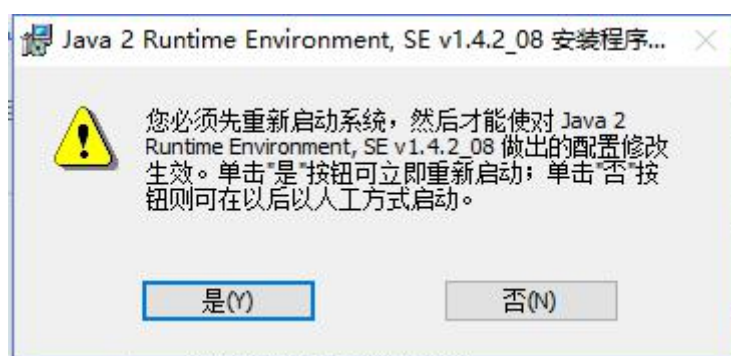 Java 2 Runtime Environment, SE v1.4.2_08 安装程序...
您必须先重新启动系统，然后才能使对 Java 2
Runtime Environment, SE v1.4.2_08 做出的配置修改
生效。单击"是"按钮可立即重新启动；单击"否"按
钮则可在以后以人工方式启动。
是(Y)
否(N)